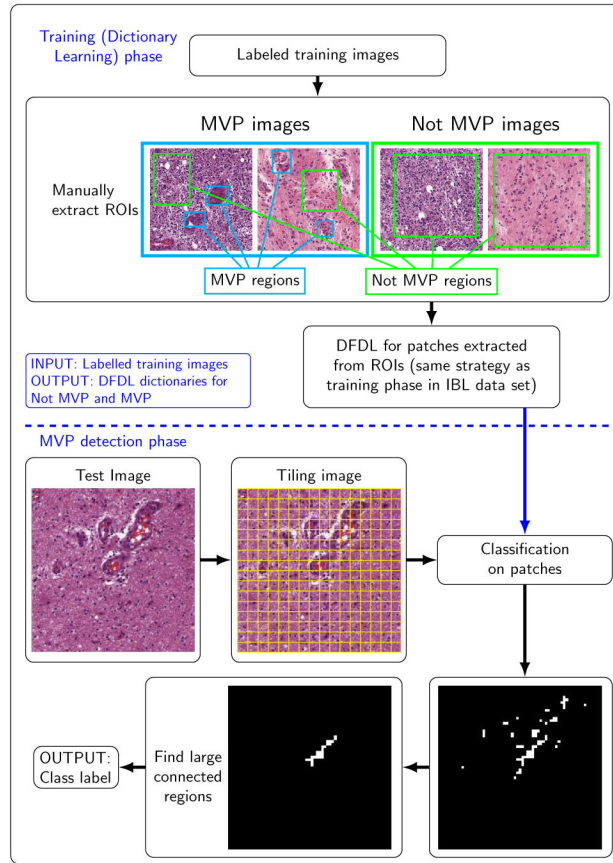 Training (Dictionary
Learning) phase
Labeled training images
MVP images
Not MVP images
Manually
extract ROIs
MVP regions
Not MVP regions
DFDL for patches extracted
from ROIs (same strategy as
training phase in IBL data set)
INPUT: Labelled training images
OUTPUT: DFDL dictionaries for
Not MVP and MVP
MVP detection phase
Test Image
Tiling image
Classification
on patches
Find large
connected
regions
OUTPUT:
Class label